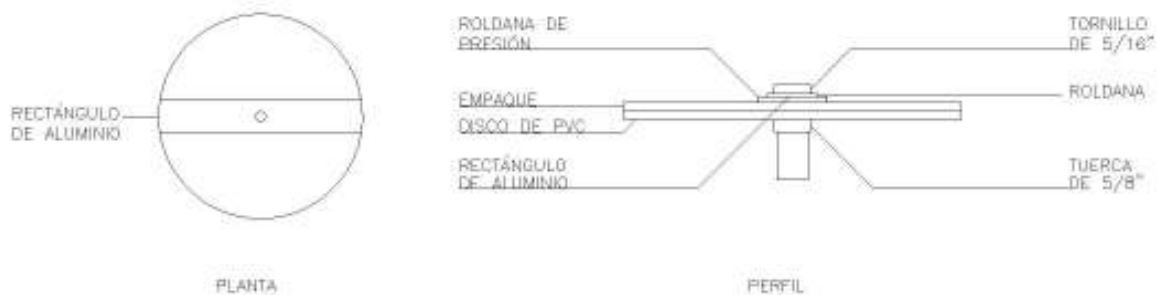 RECTÁNGULO
DE ALUMINIO
PLANTA
ROLDANA DE
PRESIÓN
EMPAQUE
DISCO DE PVC
RECTÁNGULO
DE ALUMINIO
TORNILLO
DE 5/16"
ROLDANA
TUERCA
DE 5/8"
PERFIL